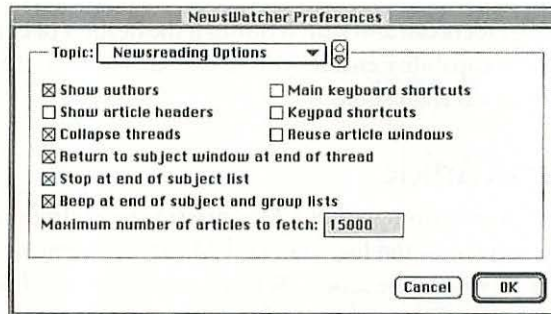 NewsWatcher Preferences
Topic: Newsreading Options
Show authors
Main keyboard shortcuts
Show article headers
Keypad shortcuts
Collapse threads
Reuse article windows
Return to subject window at end of thread
Stop at end of subject list
Beep at end of subject and group lists
Maximum number of articles to fetch: 15000
Cancel
OK